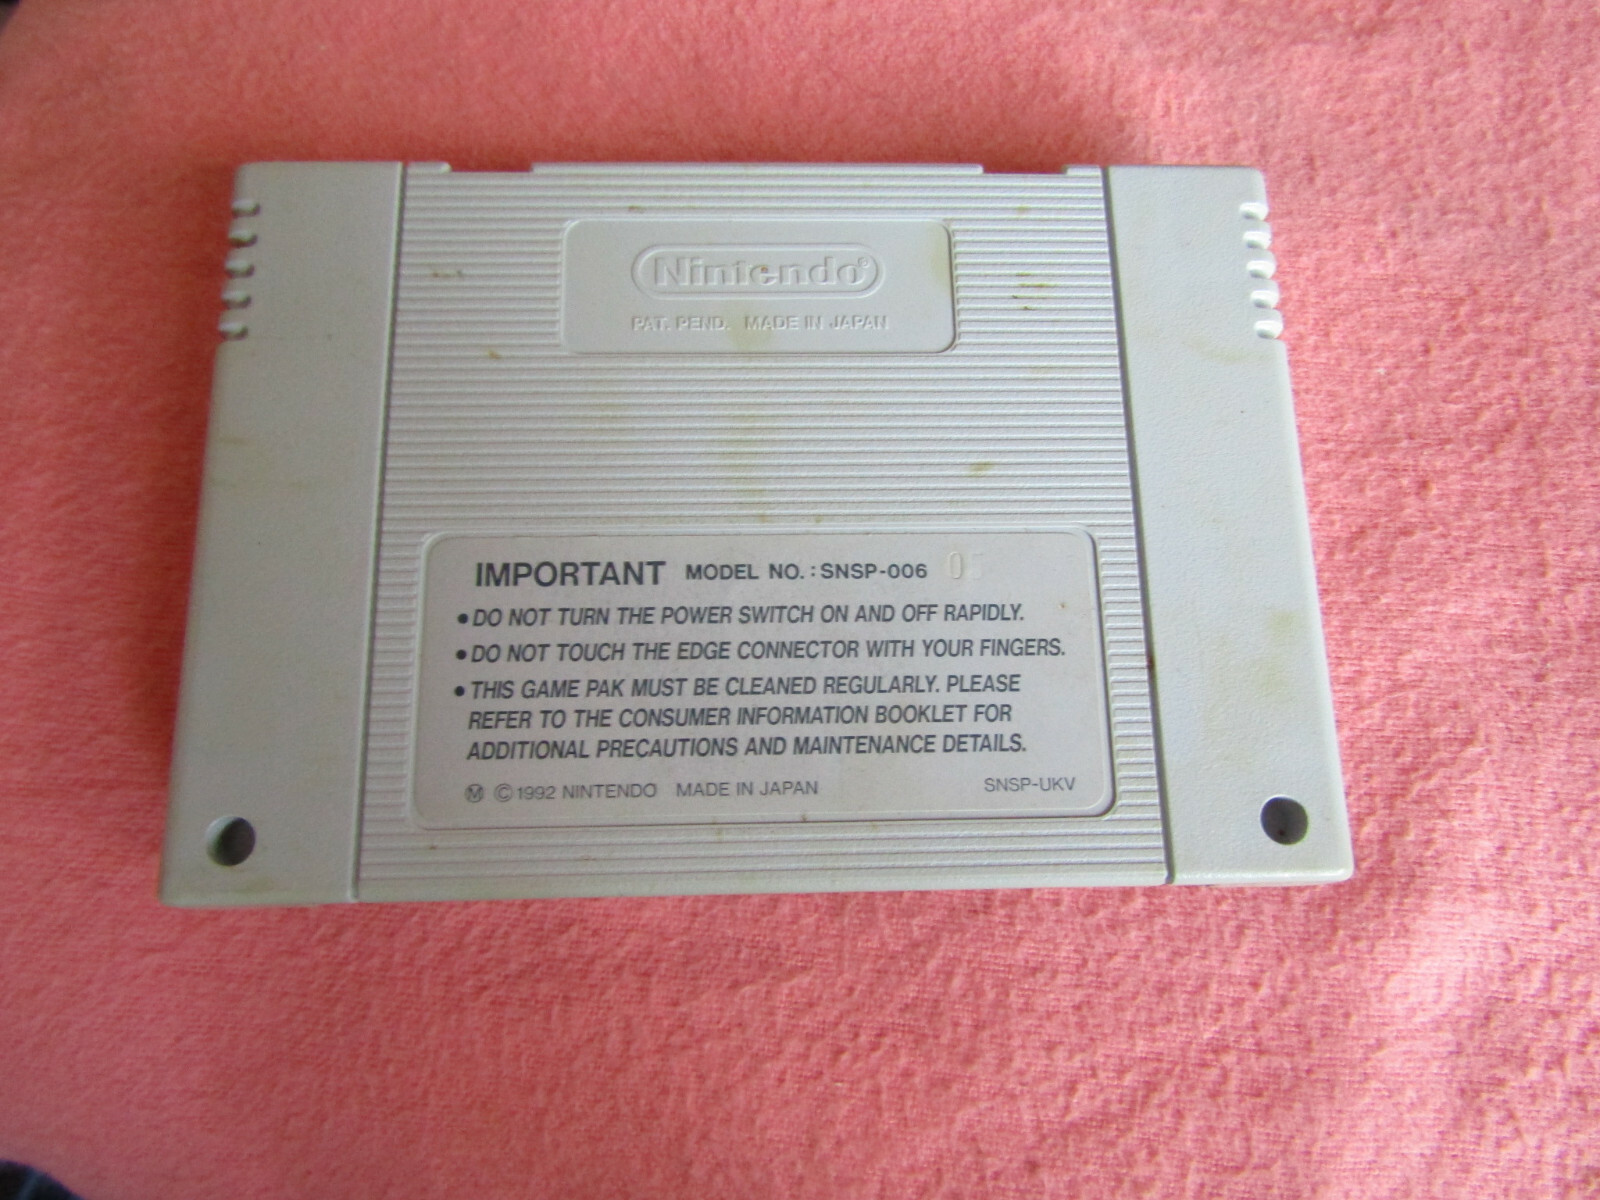 Nintendo®
PAT. PEND. MADE IN JAPAN
IMPORTANT MODEL NO.: SNSP-006
• DO NOT TURN THE POWER SWITCH ON AND OFF RAPIDLY.
• DO NOT TOUCH THE EDGE CONNECTOR WITH YOUR FINGERS.
• THIS GAME PAK MUST BE CLEANED REGULARLY. PLEASE
REFER TO THE CONSUMER INFORMATION BOOKLET FOR
ADDITIONAL PRECAUTIONS AND MAINTENANCE DETAILS.
Ⓜ ©1992 NINTENDO MADE IN JAPAN SNSP-UKV